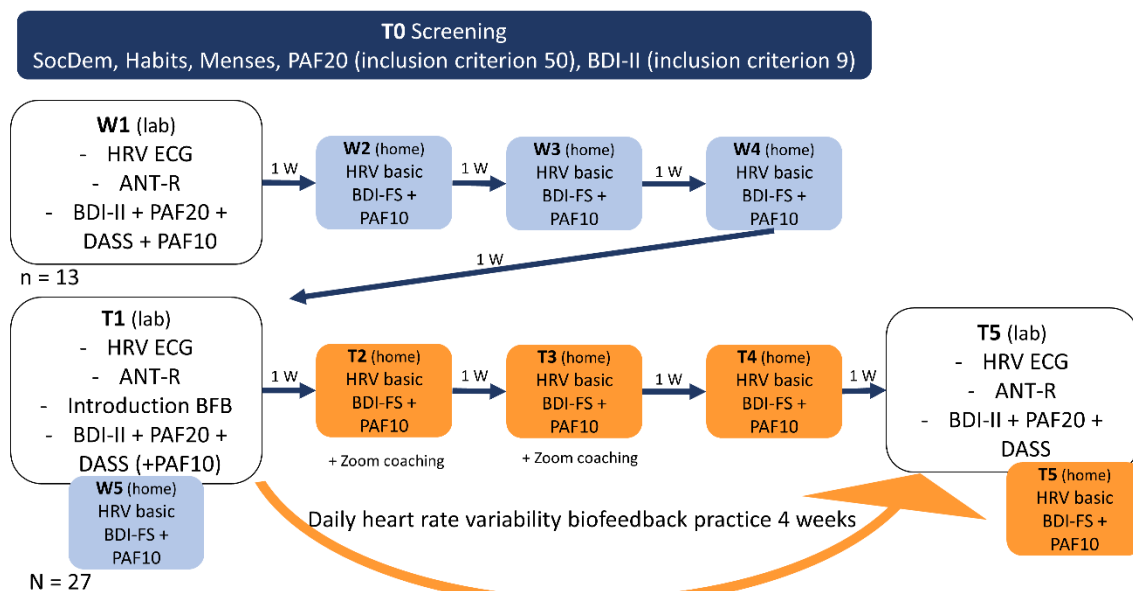 T0 Screening
SocDem, Habits, Menses, PAF20 (inclusion criterion 50), BDI-II (inclusion criterion 9)
W1 (lab)
- HRV ECG
- ANT-R
- BDI-II + PAF20 +
DASS + PAF10
n = 13
1 W
W2 (home)
HRV basic
BDI-FS +
PAF10
1 W
W3 (home)
HRV basic
BDI-FS +
PAF10
1 W
W4 (home)
HRV basic
BDI-FS +
PAF10
1 W
T1 (lab)
- HRV ECG
- ANT-R
- Introduction BFB
- BDI-II + PAF20 +
DASS (+PAF10)
W5 (home)
HRV basic
BDI-FS +
PAF10
N = 27
1 W
T2 (home)
HRV basic
BDI-FS +
PAF10
+ Zoom coaching
1 W
T3 (home)
HRV basic
BDI-FS +
PAF10
+ Zoom coaching
1 W
T4 (home)
HRV basic
BDI-FS +
PAF10
1 W
T5 (lab)
- HRV ECG
- ANT-R
- BDI-II + PAF20 +
DASS
T5 (home)
HRV basic
BDI-FS +
PAF10
Daily heart rate variability biofeedback practice 4 weeks